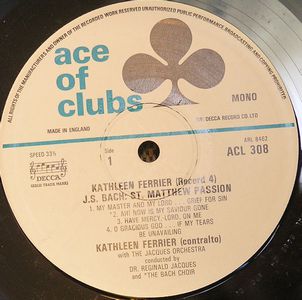 ALL RIGHTS OF THE MANUFACTURERS AND OWNER OF THE RECORDED WORK RESERVED UNAUTHORISED PUBLIC PERFORMANCE BROADCASTING AND COPYING OF THIS RECORD PROHIBITED
ace
of
clubs
MONO
THE DECCA RECORD CO LTD
MADE IN ENGLAND
ARL 8462
SPEED 33⅓
Side
1
ACL 308
DECCA
KATHLEEN FERRIER (Record 4)
J.S. BACH: ST. MATTHEW PASSION
1. MY MASTER AND MY LORD ... GRIEF FOR SIN
2. AH! NOW IS MY SAVIOUR GONE
3. HAVE MERCY, LORD, ON ME
4. O GRACIOUS GOD ... IF MY TEARS
BE UNAVAILING
KATHLEEN FERRIER (contralto)
with THE JACQUES ORCHESTRA
conducted by
DR. REGINALD JACQUES
and *THE BACH CHOIR